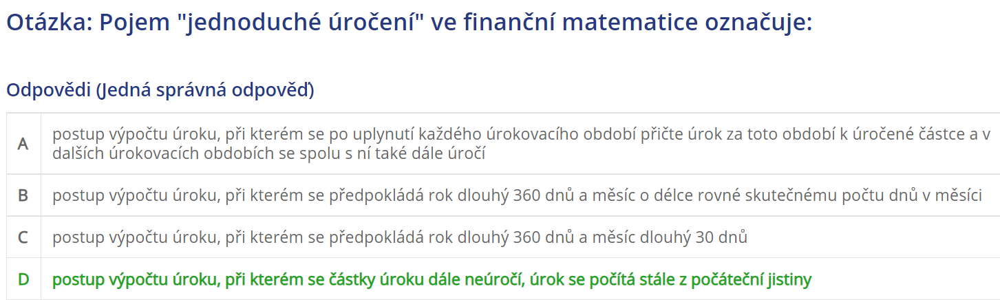 Otázka: Pojem "jednoduché úročení" ve finanční matematice označuje:
Odpovědi (Jedná správná odpověď)
A postup výpočtu úroku, při kterém se po uplynutí každého úrokovacího období přičte úrok za toto období k úročené částce a v
dalších úrokovacích obdobích se spolu s ní také dále úročí
B postup výpočtu úroku, při kterém se předpokládá rok dlouhý 360 dnů a měsíc o délce rovné skutečnému počtu dnů v měsíci
C postup výpočtu úroku, při kterém se předpokládá rok dlouhý 360 dnů a měsíc dlouhý 30 dnů
D postup výpočtu úroku, při kterém se částky úroku dále neúročí, úrok se počítá stále z počáteční jistiny